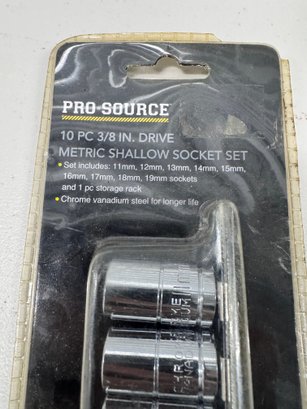 PRO-SOURCE
10 PC 3/8 IN. DRIVE
METRIC SHALLOW SOCKET SET
• Set includes: 11mm, 12mm, 13mm, 14mm, 15mm,
16mm, 17mm, 18mm, 19mm sockets
and 1 pc storage rack
• Chrome vanadium steel for longer life